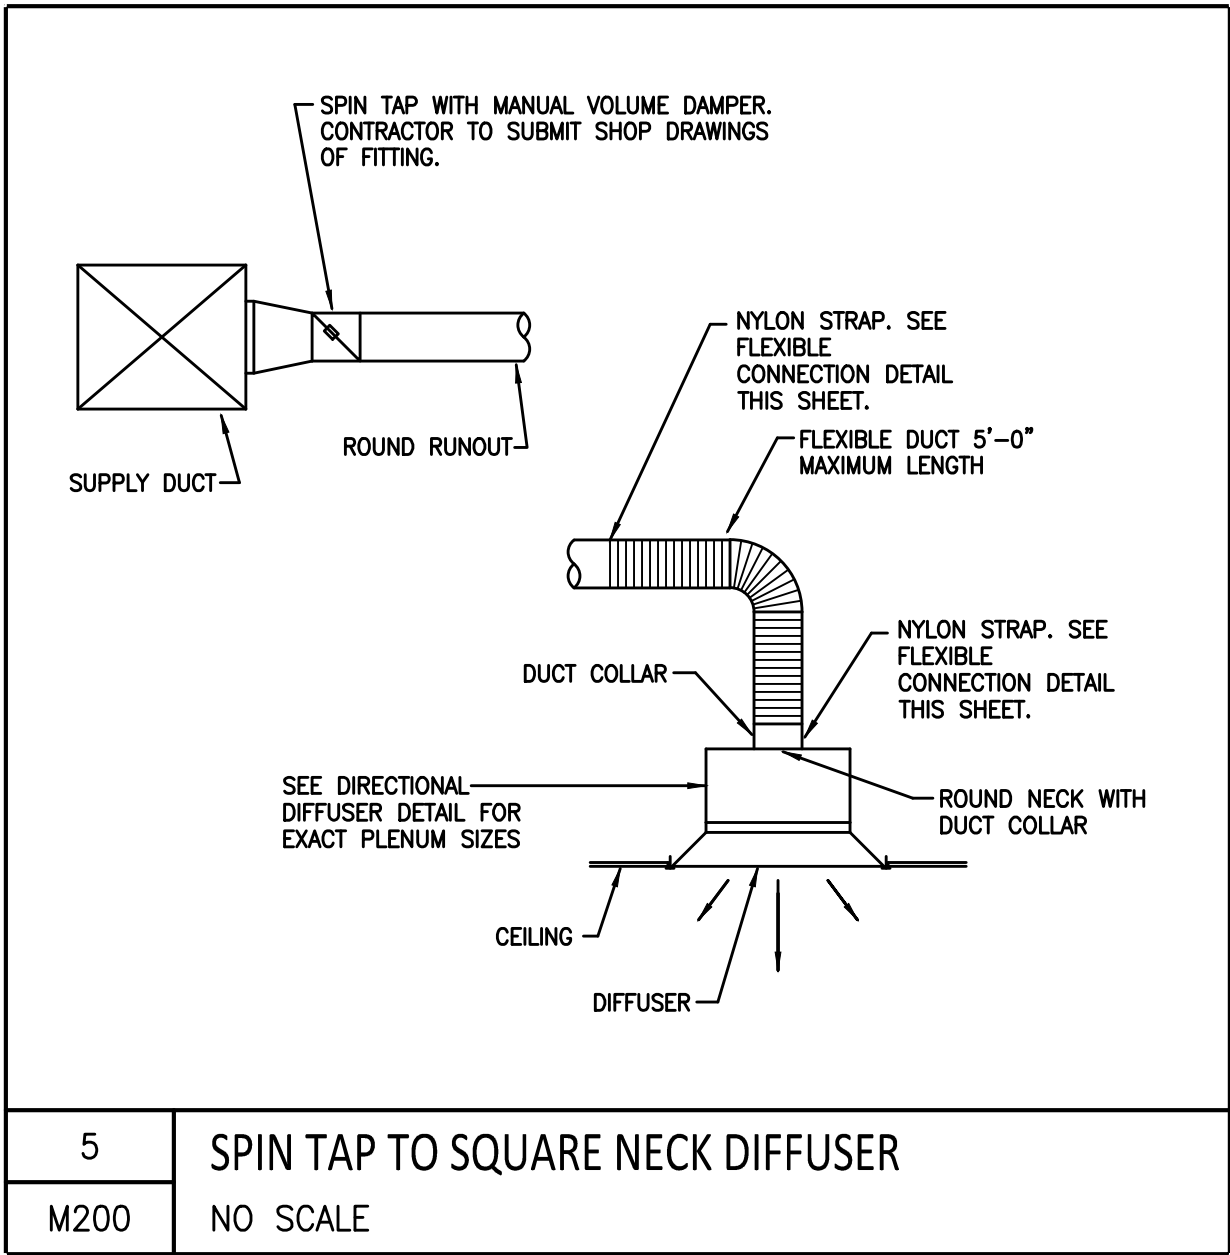 SPIN TAP WITH MANUAL VOLUME DAMPER.
CONTRACTOR TO SUBMIT SHOP DRAWINGS
OF FITTING.
NYLON STRAP. SEE
FLEXIBLE
CONNECTION DETAIL
THIS SHEET.
ROUND RUNOUT
FLEXIBLE DUCT 5'-0"
MAXIMUM LENGTH
SUPPLY DUCT
NYLON STRAP. SEE
FLEXIBLE
CONNECTION DETAIL
THIS SHEET.
DUCT COLLAR
SEE DIRECTIONAL
DIFFUSER DETAIL FOR
EXACT PLENUM SIZES
ROUND NECK WITH
DUCT COLLAR
CEILING
DIFFUSER
5
SPIN TAP TO SQUARE NECK DIFFUSER
M200
NO SCALE